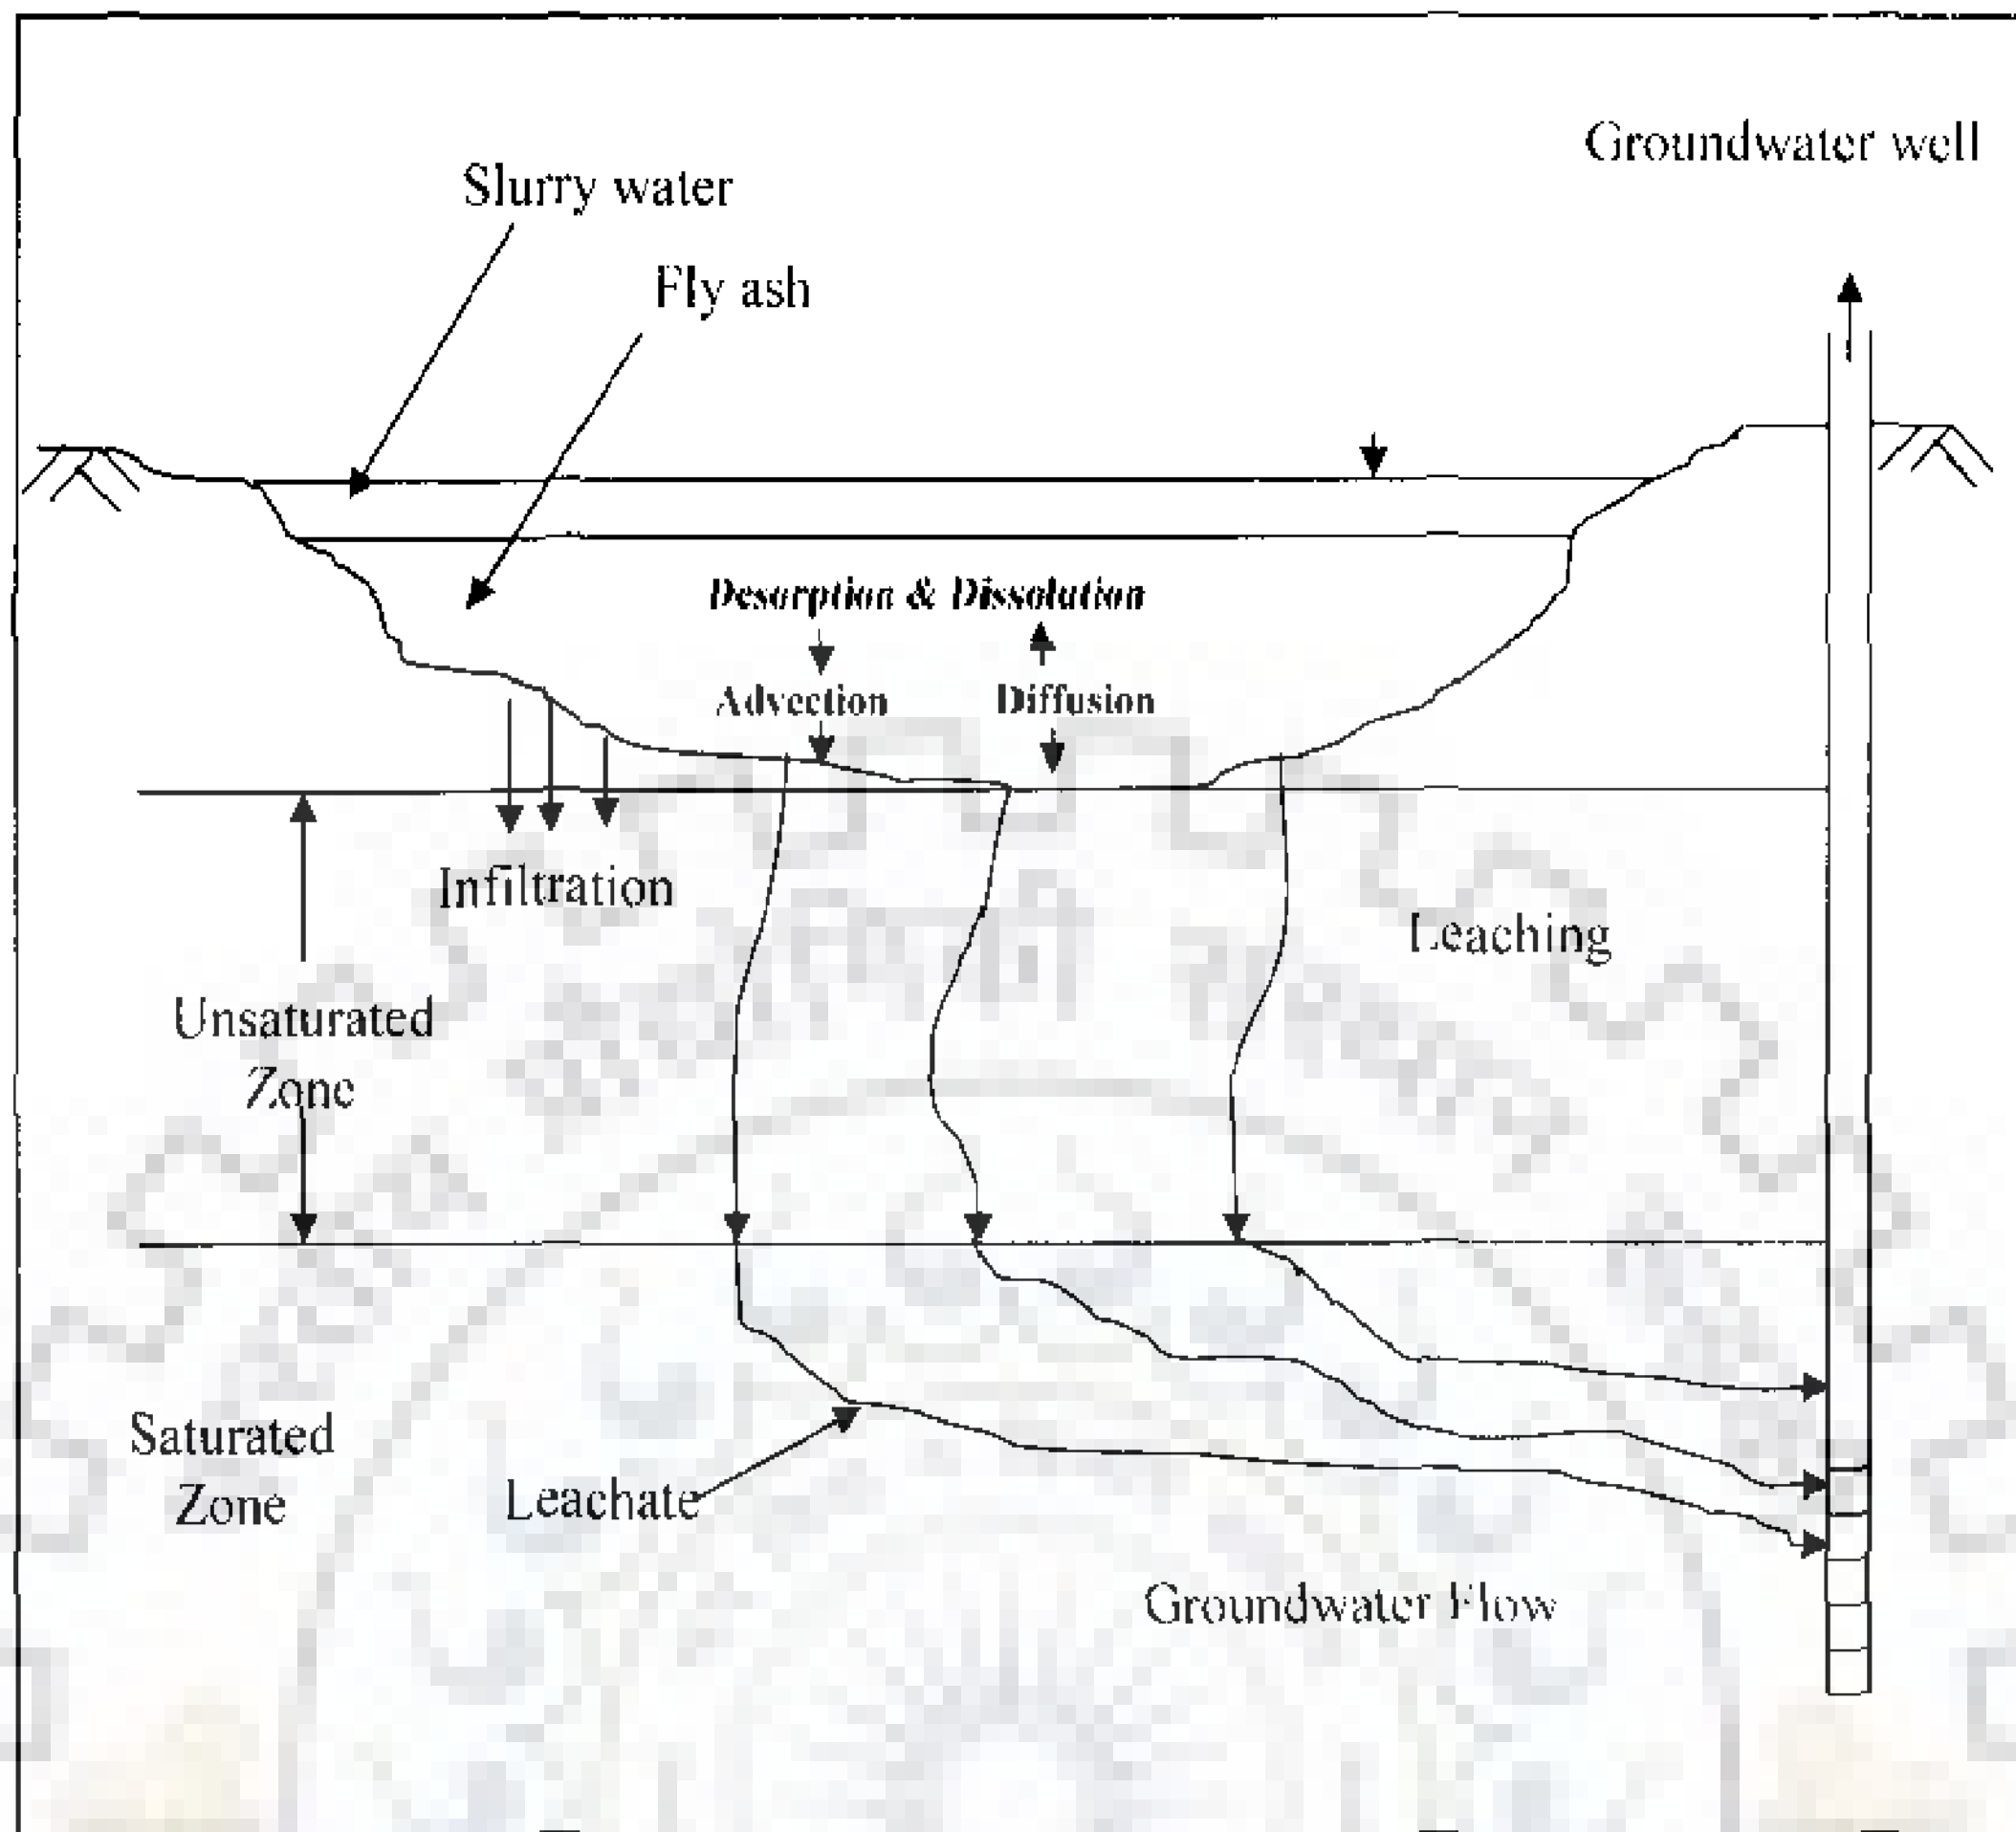 Groundwater well
Slurry water
Fly ash
Desorption & Dissolution
Advection
Diffusion
Infiltration
Leaching
Unsaturated
Zone
Saturated
Zone
Leachate
Groundwater Flow